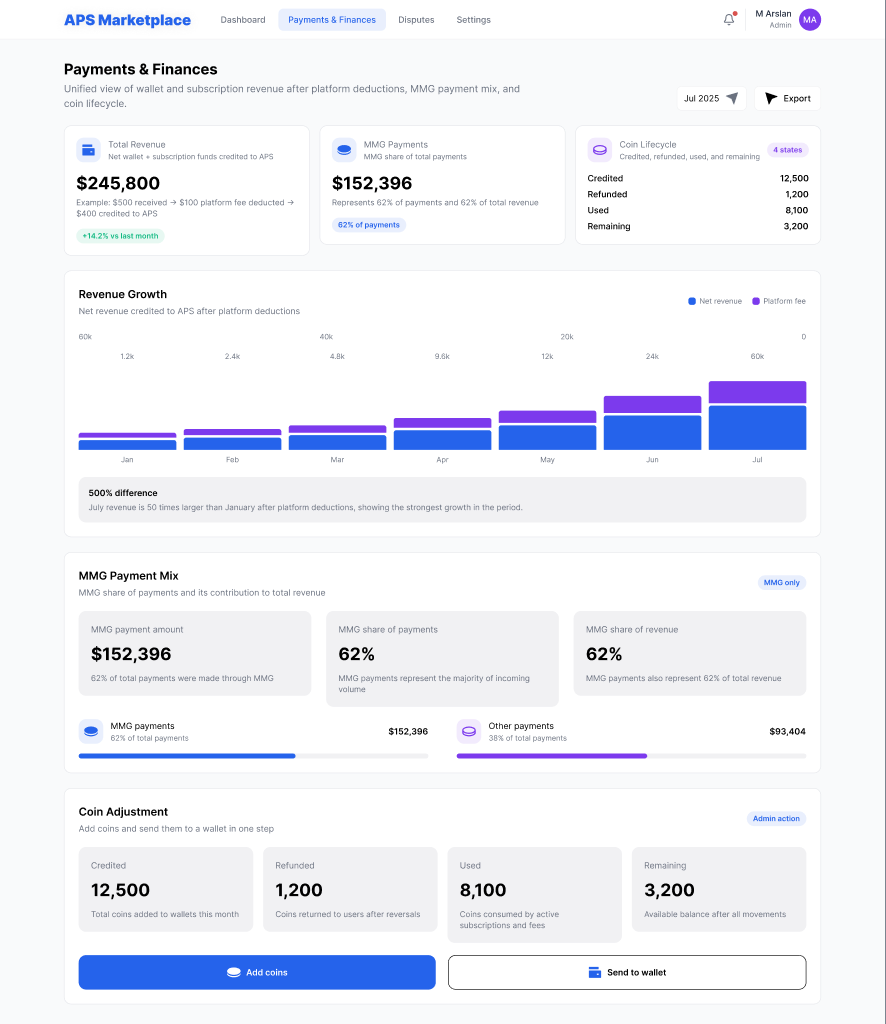 APS Marketplace
Dashboard
Payments & Finances
Disputes
Settings
M Arslan
Admin
MA
Payments & Finances
Unified view of wallet and subscription revenue after platform deductions, MMG payment mix, and
coin lifecycle.
Jul 2025
Export
Total Revenue
Net wallet + subscription funds credited to APS
$245,800
Example: $500 received → $100 platform fee deducted →
$400 credited to APS
+14.2% vs last month
MMG Payments
MMG share of total payments
$152,396
Represents 62% of payments and 62% of total revenue
62% of payments
Coin Lifecycle
Credited, refunded, used, and remaining
4 states
Credited 12,500
Refunded 1,200
Used 8,100
Remaining 3,200
Revenue Growth
Net revenue credited to APS after platform deductions
Net revenue
Platform fee
60k 40k 20k 0
1.2k 2.4k 4.8k 9.6k 12k 24k 60k
Jan Feb Mar Apr May Jun Jul
500% difference
July revenue is 50 times larger than January after platform deductions, showing the strongest growth in the period.
MMG Payment Mix
MMG share of payments and its contribution to total revenue
MMG only
MMG payment amount
$152,396
62% of total payments were made through MMG
MMG share of payments
62%
MMG payments represent the majority of incoming
volume
MMG share of revenue
62%
MMG payments also represent 62% of total revenue
MMG payments
62% of total payments
$152,396
Other payments
38% of total payments
$93,404
Coin Adjustment
Add coins and send them to a wallet in one step
Admin action
Credited
12,500
Total coins added to wallets this month
Refunded
1,200
Coins returned to users after reversals
Used
8,100
Coins consumed by active
subscriptions and fees
Remaining
3,200
Available balance after all movements
Add coins
Send to wallet